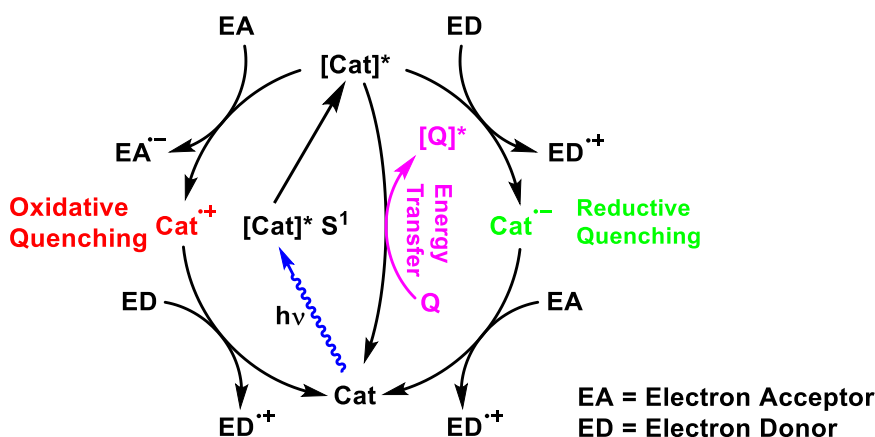 EA
ED
[Cat]*
[Q]*
EA·−
ED·+
Energy
Transfer
Oxidative
Quenching
Cat·+
[Cat]* S¹
Cat·−
Reductive
Quenching
ED
hν
Q
EA
Cat
ED·+
ED·+
EA = Electron Acceptor
ED = Electron Donor